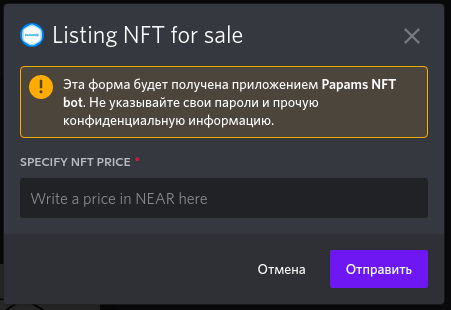 Listing NFT for sale
Эта форма будет получена приложением Papams NFT
bot. Не указывайте свои пароли и прочую
конфиденциальную информацию.
SPECIFY NFT PRICE *
Write a price in NEAR here
Отмена
Отправить